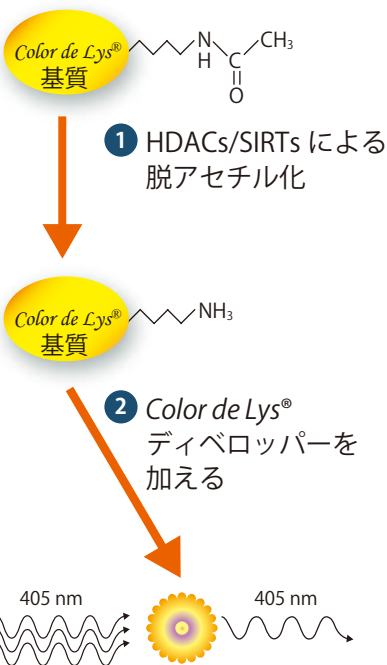 Color de Lys®
基質
N
H
C
O
CH₃
1 HDACs/SIRTs による
脱アセチル化
Color de Lys®
基質
NH₃
2 Color de Lys®
ディベロッパーを
加える
405 nm
405 nm